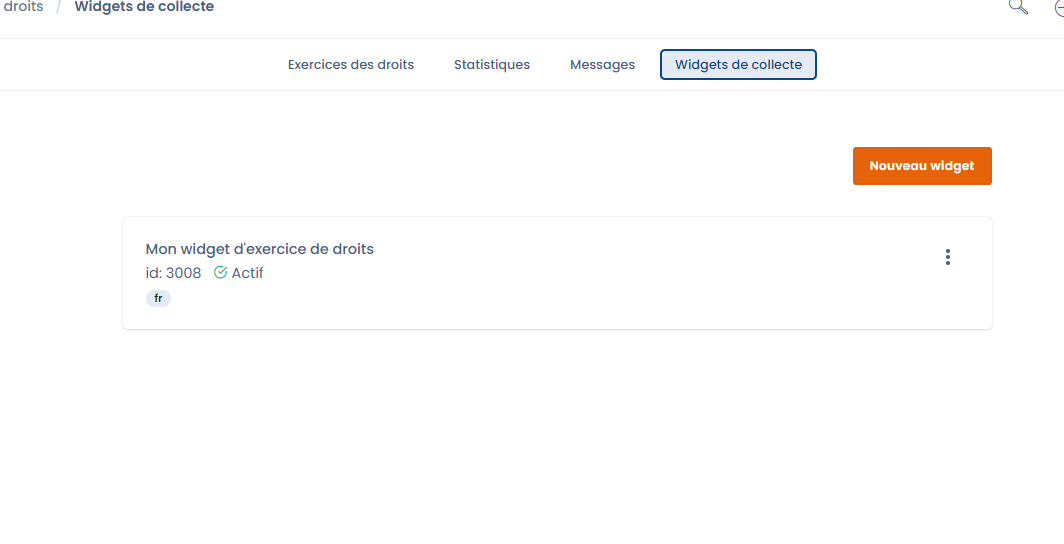 droits / Widgets de collecte
Exercices des droits Statistiques Messages Widgets de collecte
Nouveau widget
Mon widget d'exercice de droits
id: 3008 Actif
fr